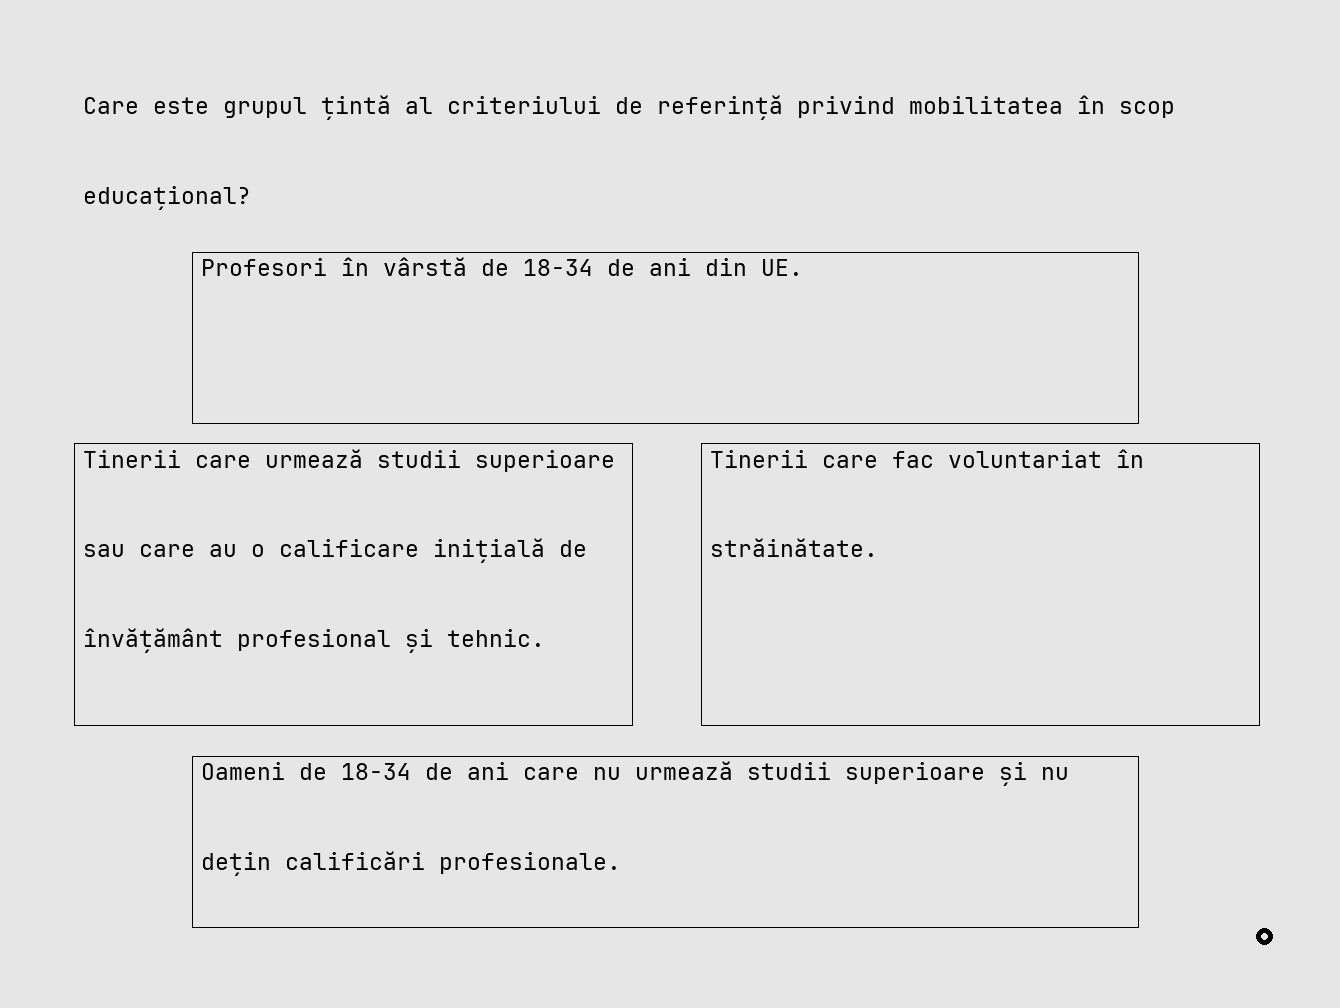 Care este grupul țintă al criteriului de referință privind mobilitatea în scop
educațional?
Profesori în vârstă de 18-34 de ani din UE.
Tinerii care urmează studii superioare
sau care au o calificare inițială de
învățământ profesional și tehnic.
Tinerii care fac voluntariat în
străinătate.
Oameni de 18-34 de ani care nu urmează studii superioare și nu
dețin calificări profesionale.